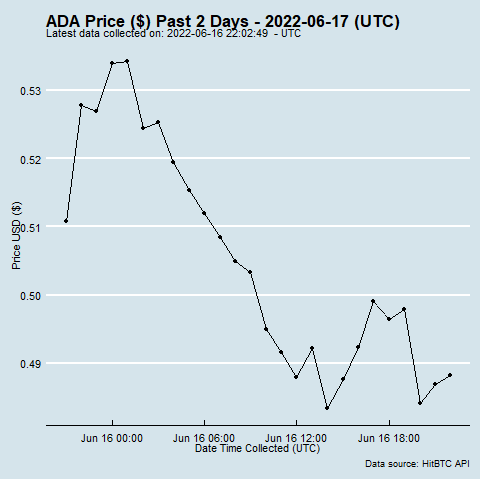 ADA Price ($) Past 2 Days - 2022-06-17 (UTC)
Latest data collected on: 2022-06-16 22:02:49  - UTC
0.53
0.52
0.51
0.50
0.49
Price USD ($)
Jun 16 00:00
Jun 16 06:00
Jun 16 12:00
Jun 16 18:00
Date Time Collected (UTC)
Data source: HitBTC API